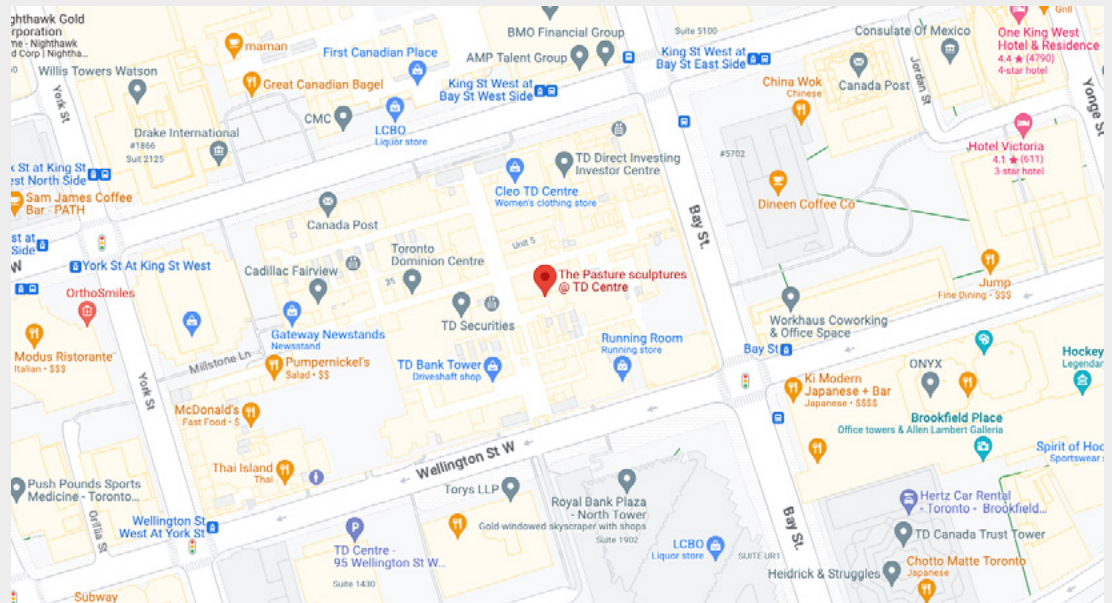 ghthawk Gold
rporation
me - Nighthawk
d Corp | Nightha...
maman
First Canadian Place
BMO Financial Group
AMP Talent Group
Suite 5100
Consulate Of Mexico
Grill
One King West
Hotel & Residence
4.4 ★ (4790)
4-star hotel
Willis Towers Watson
Great Canadian Bagel
King St West at
Bay St West Side
King St West at
Bay St East Side
China Wok
Chinese
Canada Post
Jordan St
Yonge St
York St
CMC
LCBO
Liquor store
Drake International
#1866
Suite 2125
k St at King St
est North Side
TD Direct Investing
Investor Centre
#5702
Hotel Victoria
4.1 ★ (611)
3-star hotel
Sam James Coffee
Bar - PATH
Cleo TD Centre
Women's clothing store
Dineen Coffee Co
Canada Post
Bay St.
st at
Side
W
York St At King St West
Unit 5
Toronto
Dominion Centre
Cadillac Fairview
35
The Pasture sculptures
@ TD Centre
Jump
Fine Dining • $$$
OrthoSmiles
TD Securities
Workhaus Coworking
& Office Space
Gateway Newstands
Newsstand
Running Room
Running store
Bay St
Modus Ristorante
Italian • $$$
Millstone Ln
Pumpernickel's
Salad • $$
TD Bank Tower
Driveshaft shop
ONYX
Hockey
Legendar
Ki Modern
Japanese + Bar
Japanese • $$$$
York St
McDonald's
Fast Food • $
Brookfield Place
Office towers & Allen Lambert Galleria
Wellington St W
Spirit of Hoc
Sportswear s
Thai Island
Thai
Push Pounds Sports
Medicine - Toronto...
Torys LLP
Royal Bank Plaza
- North Tower
Gold-windowed skyscraper with shops
Suite 1902
Hertz Car Rental
- Toronto - Brookfield...
Orillia St
Wellington St
West At York St
Bay St.
TD Canada Trust Tower
TD Centre -
95 Wellington St W...
LCBO
Liquor store
SUITE UR1
Chotto Matte Toronto
Japanese
Heidrick & Struggles
Suite 1430
Subway